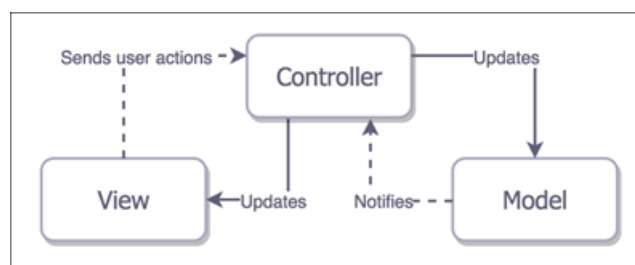 Sends user actions
Controller
Updates
View
Updates
Notifies
Model